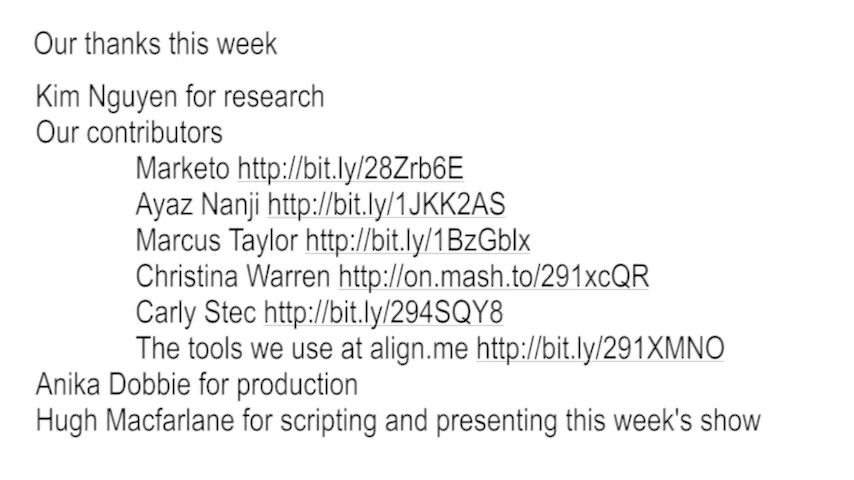 Our thanks this week
Kim Nguyen for research
Our contributors
Marketo http://bit.ly/28Zrb6E
Ayaz Nanji http://bit.ly/1JKK2AS
Marcus Taylor http://bit.ly/1BzGbIx
Christina Warren http://on.mash.to/291xcQR
Carly Stec http://bit.ly/294SQY8
The tools we use at align.me http://bit.ly/291XMNO
Anika Dobbie for production
Hugh Macfarlane for scripting and presenting this week's show